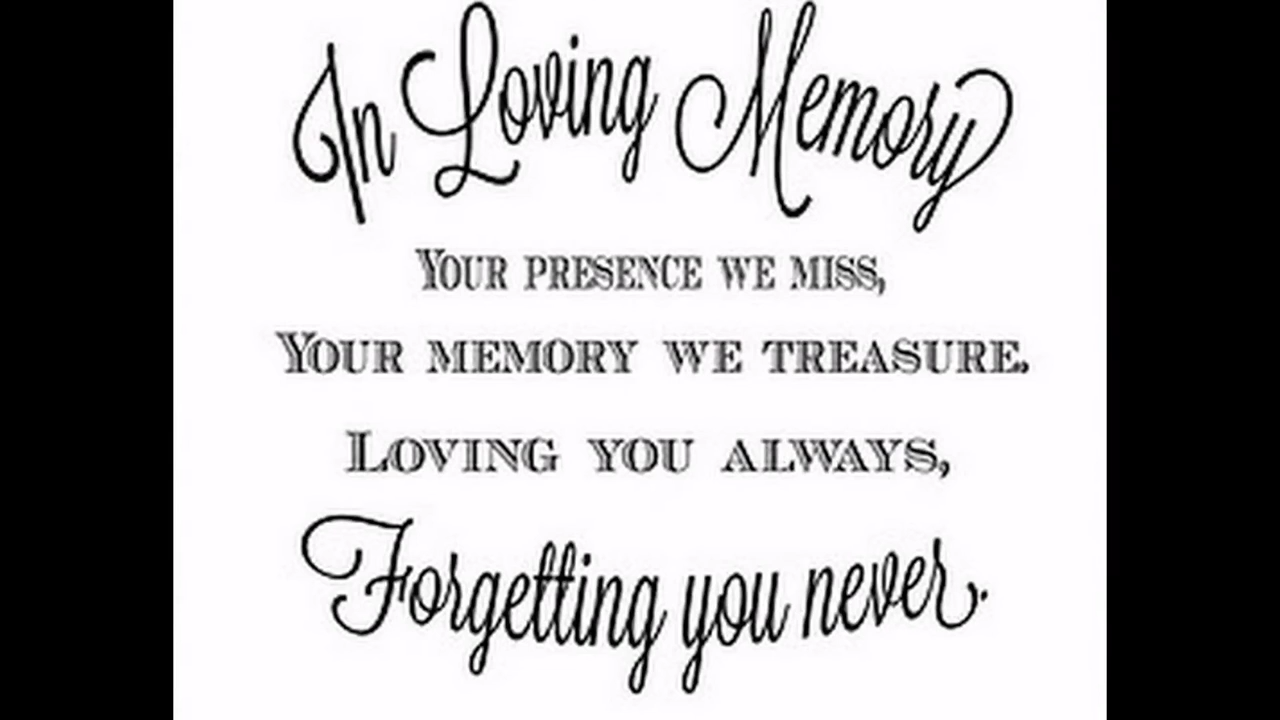 In Loving Memory
Your presence we miss,
Your memory we treasure.
Loving you always,
Forgetting you never.